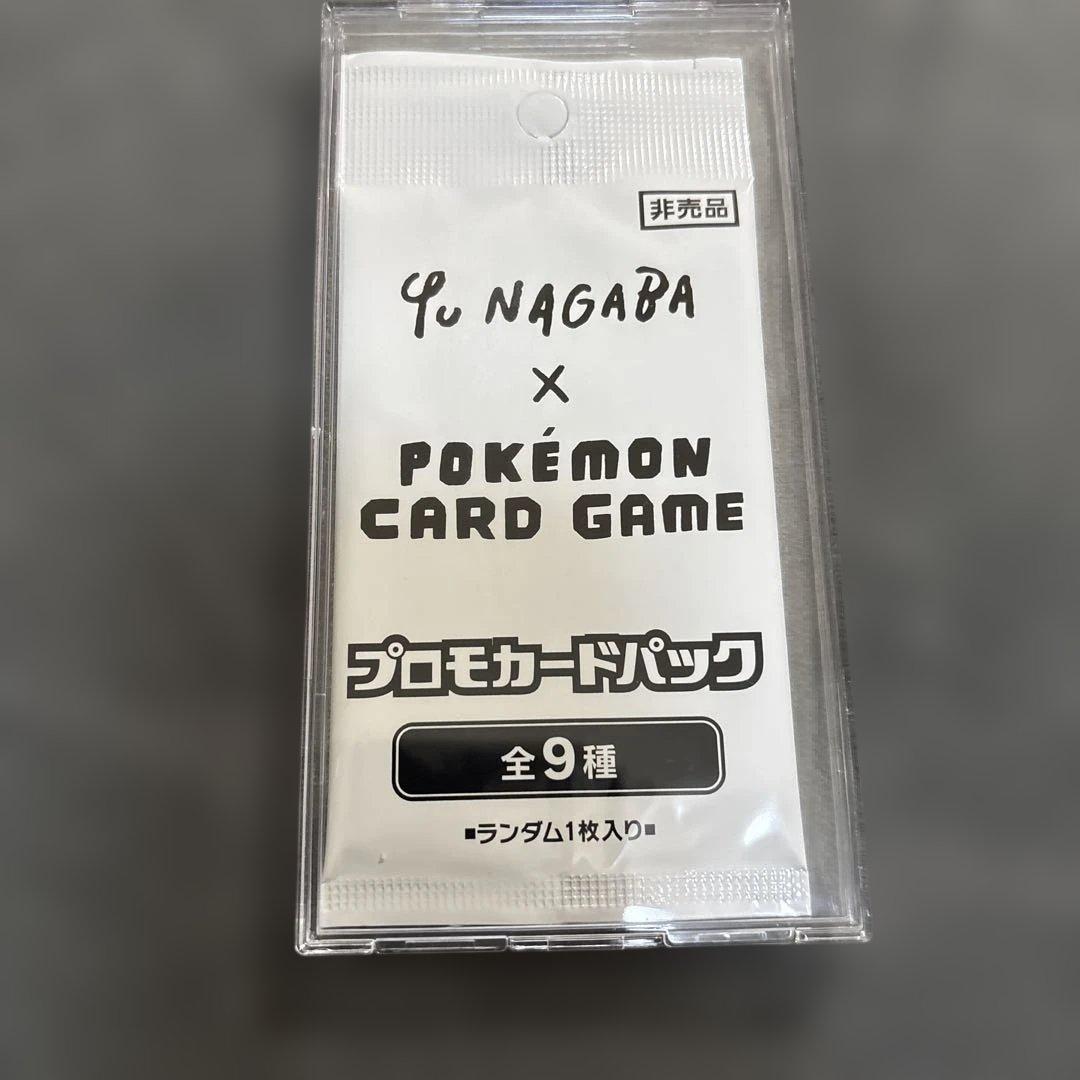 非売品
Yu NAGABA
×
POKÉMON
CARD GAME
プロモカードパック
全9種
■ランダム1枚入り■